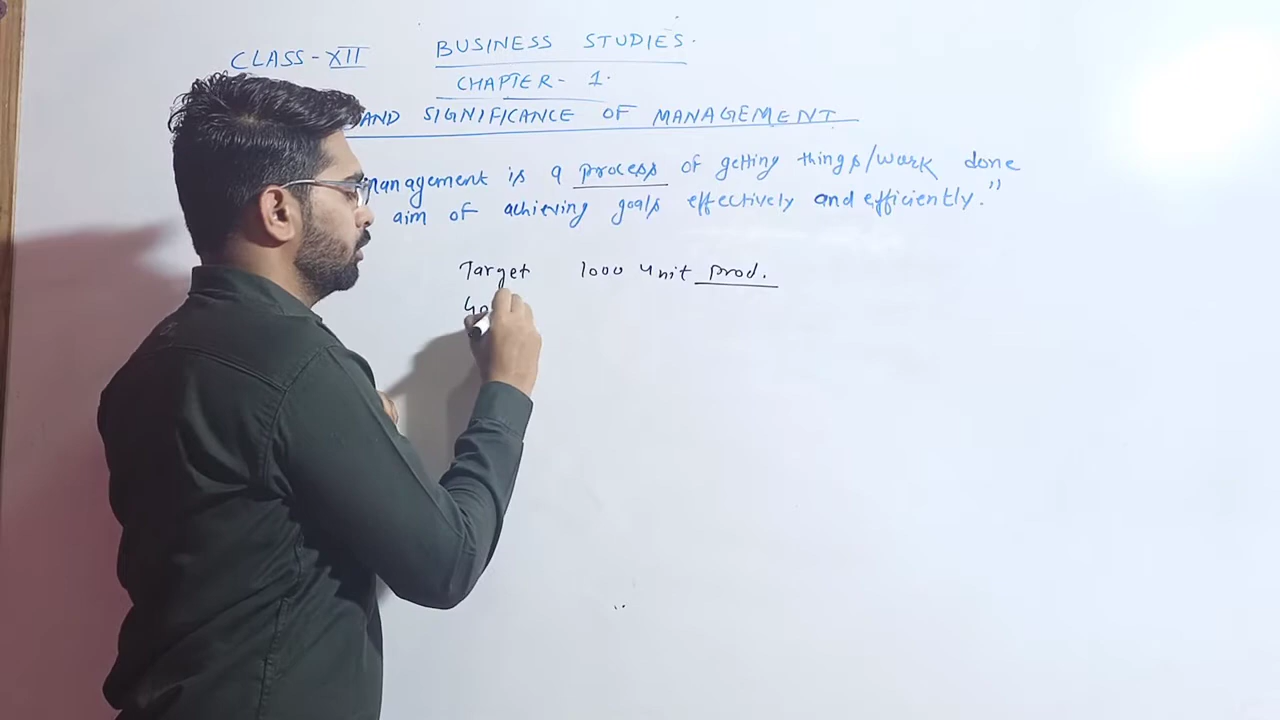 CLASS-XII BUSINESS STUDIES.
CHAPTER-1.
AND SIGNIFICANCE OF MANAGEMENT
management is a process of getting things/work done
aim of achieving goals effectively and efficiently."
Target 1000 unit prod.
Go